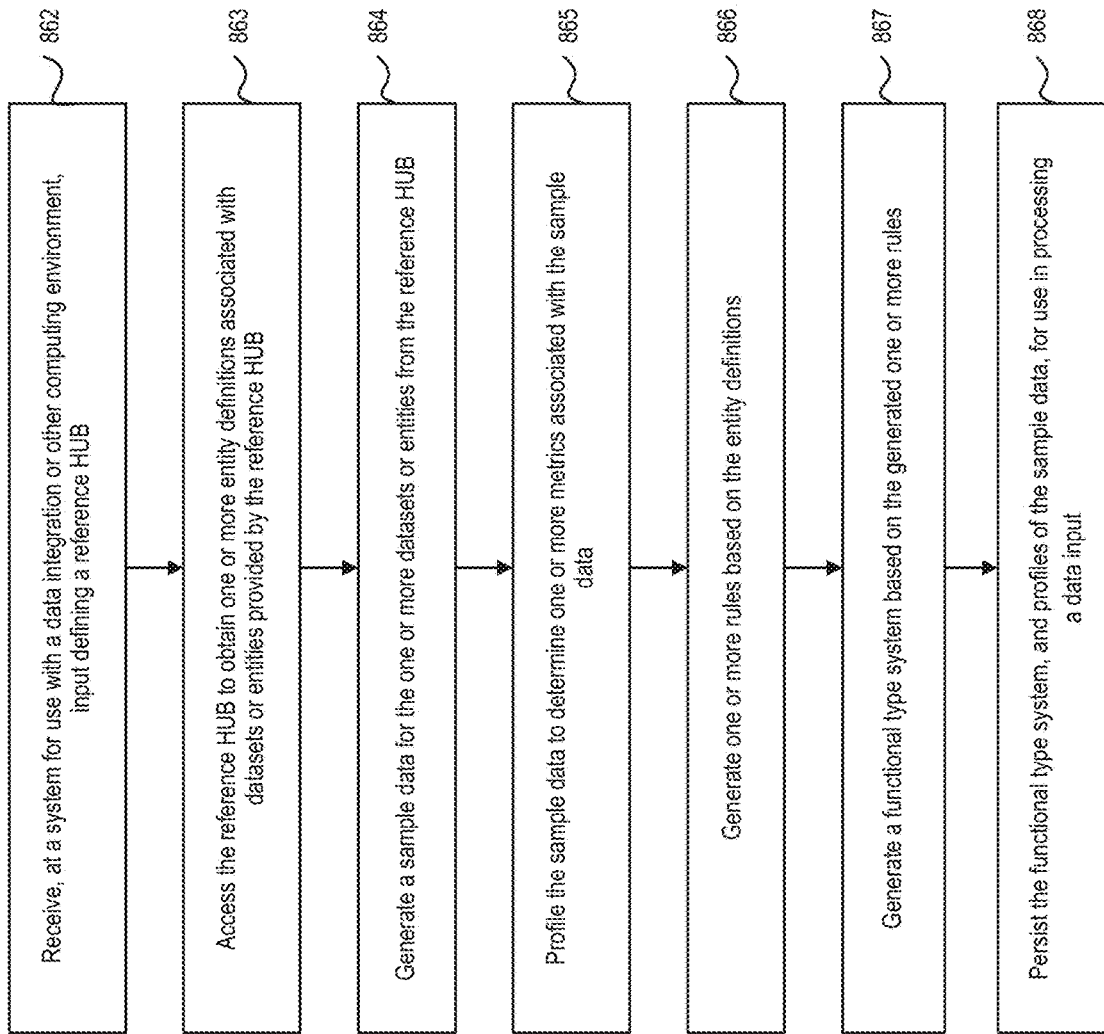 Receive, at a system for use with a data integration or other computing environment,
input defining a reference HUB
862
Access the reference HUB to obtain one or more entity definitions associated with
datasets or entities provided by the reference HUB
863
Generate a sample data for the one or more datasets or entities from the reference HUB
864
Profile the sample data to determine one or more metrics associated with the sample
data
865
Generate one or more rules based on the entity definitions
866
Generate a functional type system based on the generated one or more rules
867
Persist the functional type system, and profiles of the sample data, for use in processing
a data input
868